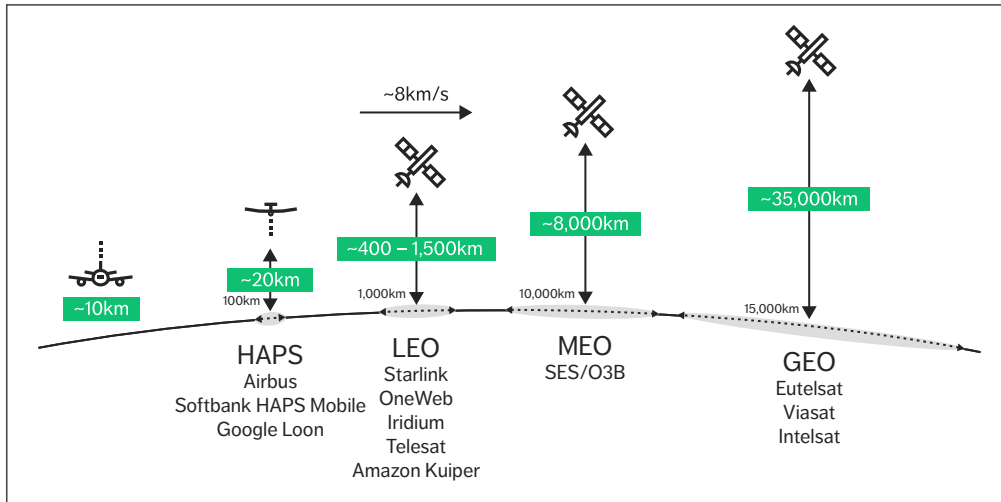 ~8km/s
~35,000km
~8,000km
~400 – 1,500km
~20km
~10km
100km
1,000km
10,000km
15,000km
HAPS
Airbus
Softbank HAPS Mobile
Google Loon
LEO
Starlink
OneWeb
Iridium
Telesat
Amazon Kuiper
MEO
SES/O3B
GEO
Eutelsat
Viasat
Intelsat